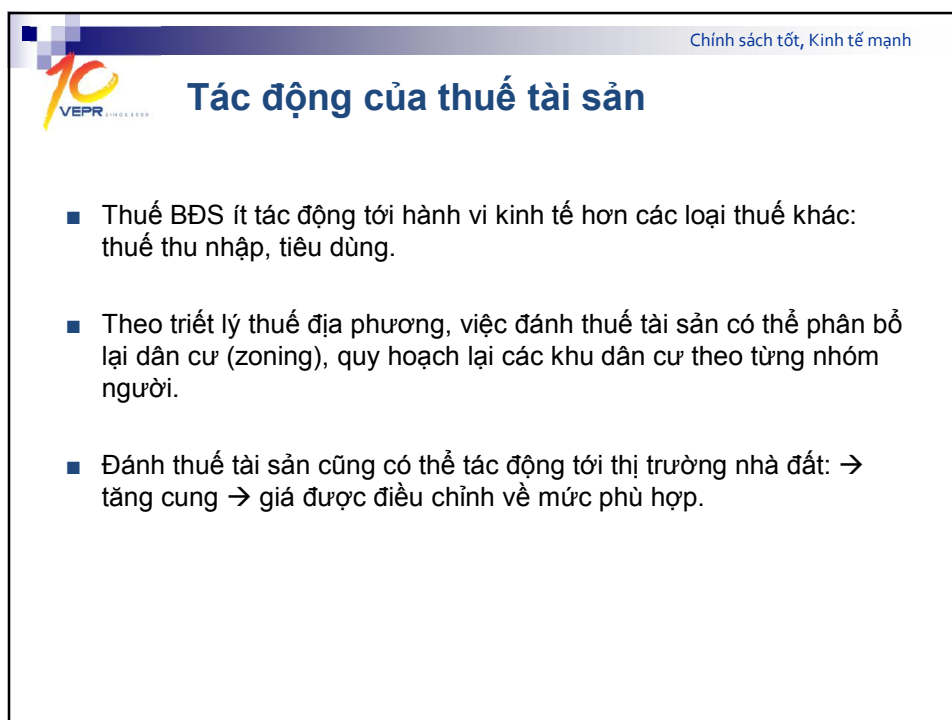 Chính sách tốt, Kinh tế mạnh
10
VEPR SINCE 2008
Tác động của thuế tài sản
■ Thuế BĐS ít tác động tới hành vi kinh tế hơn các loại thuế khác:
thuế thu nhập, tiêu dùng.
■ Theo triết lý thuế địa phương, việc đánh thuế tài sản có thể phân bổ
lại dân cư (zoning), quy hoạch lại các khu dân cư theo từng nhóm
người.
■ Đánh thuế tài sản cũng có thể tác động tới thị trường nhà đất: →
tăng cung → giá được điều chỉnh về mức phù hợp.